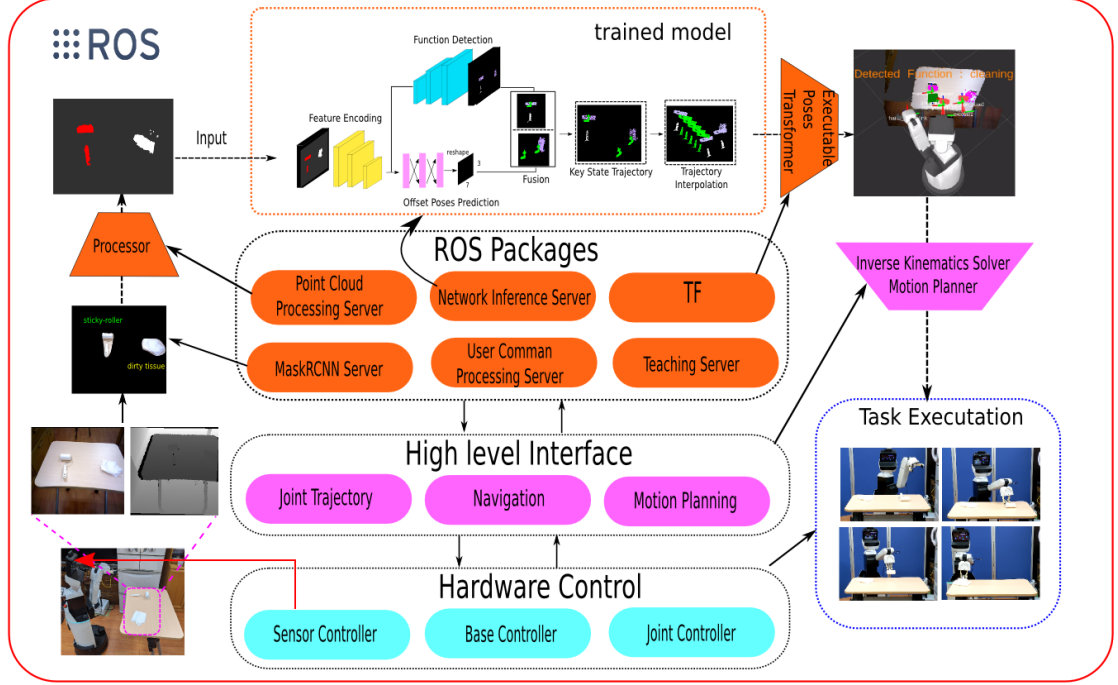 ROS
trained model
Function Detection
Feature Encoding
reshape
3
7
Offset Poses Prediction
Fusion
Key State Trajectory
Trajectory
Interpolation
Input
Executable
Poses
Transformer
Detected Function : cleaning
Processor
sticky-roller
dirty tissue
ROS Packages
Point Cloud
Processing Server
Network Inference Server
TF
MaskRCNN Server
User Comman
Processing Server
Teaching Server
High level Interface
Joint Trajectory
Navigation
Motion Planning
Hardware Control
Sensor Controller
Base Controller
Joint Controller
Inverse Kinematics Solver
Motion Planner
Task Executation